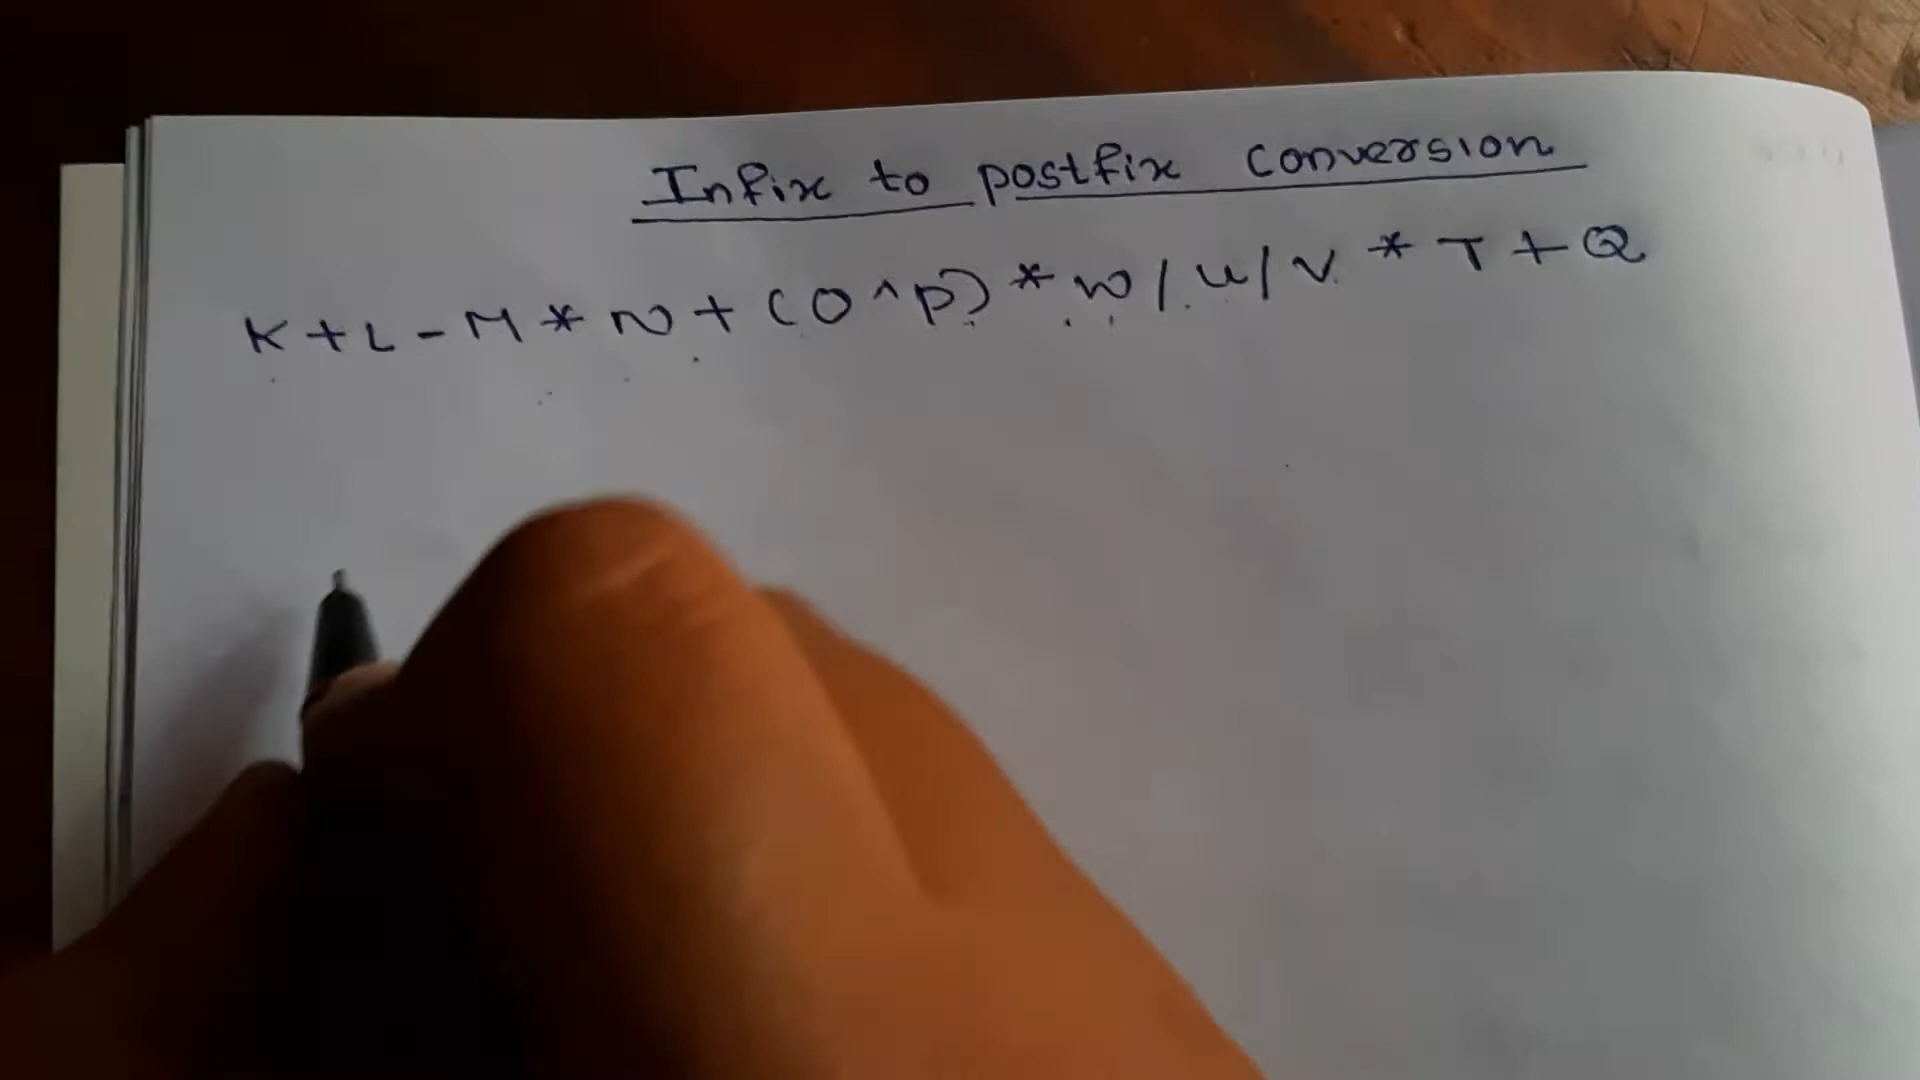 Infix to postfix conversion
K + L - M * N + (O ^ P) * W / U / V * T + Q